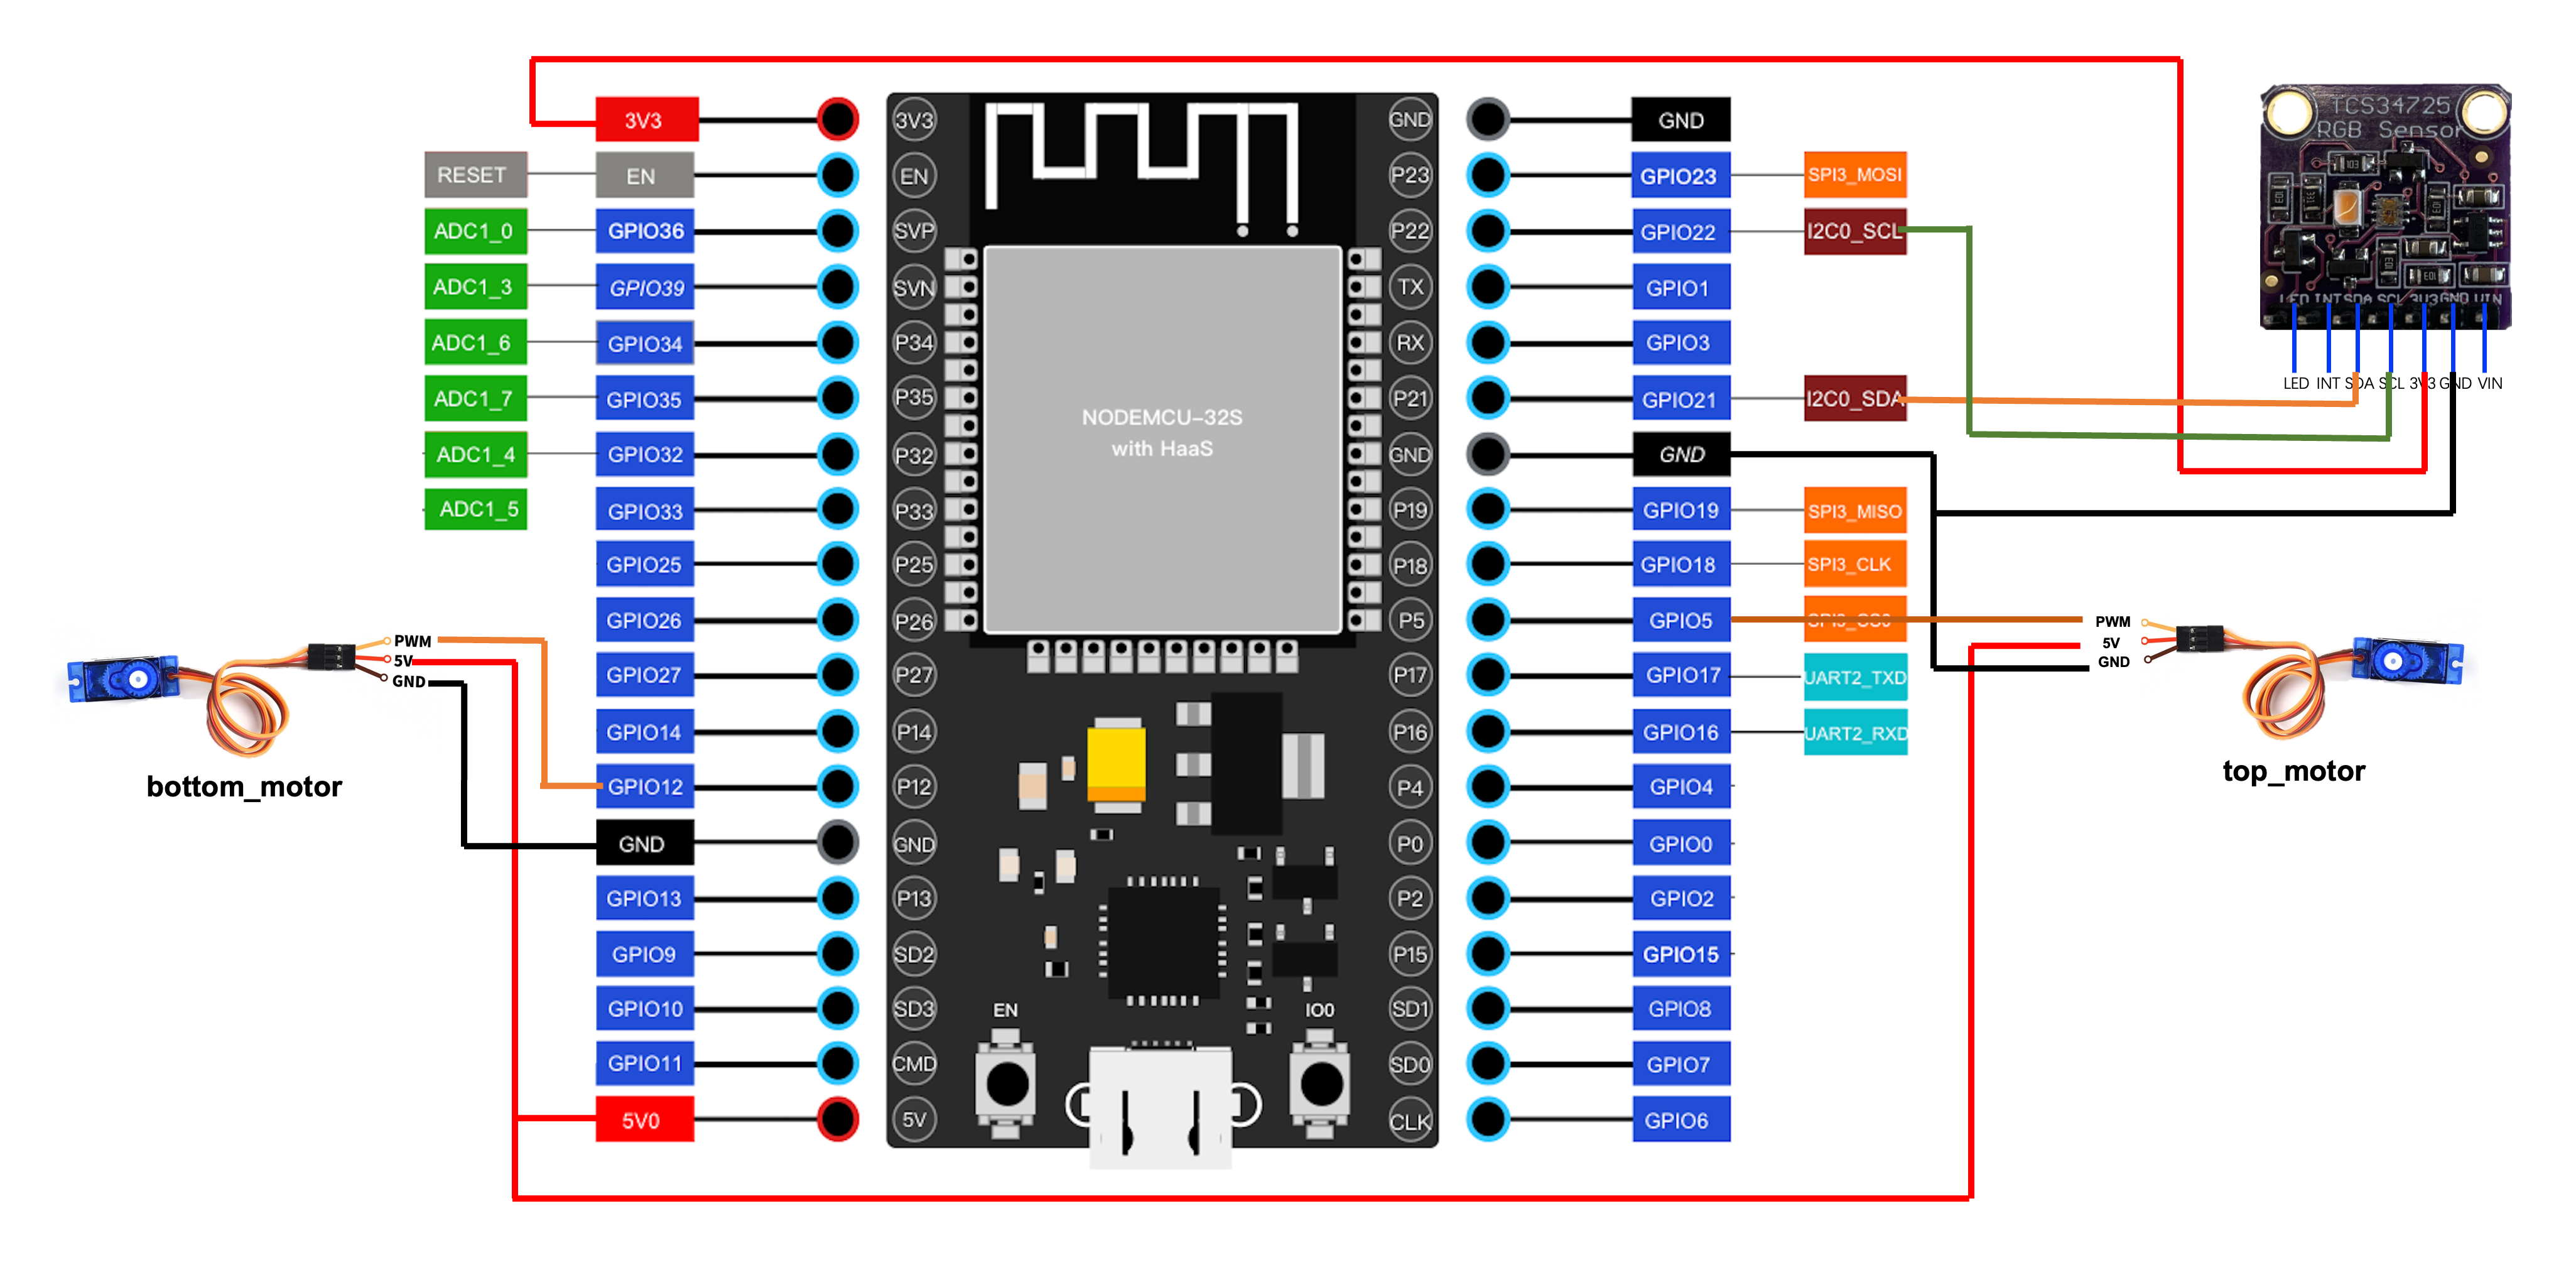 3V3
3V3
GND
GND
TCS34725
RGB Sensor
RESET
EN
EN
P23
GPIO23
SPI3_MOSI
ADC1_0
GPIO36
SVP
P22
GPIO22
I2C0_SCL
ADC1_3
GPIO39
SVN
TX
GPIO1
LED INT SDA SCL 3V3 GND VIN
ADC1_6
GPIO34
P34
RX
GPIO3
LED INT SDA SCL 3V3 GND VIN
ADC1_7
GPIO35
P35
P21
GPIO21
I2C0_SDA
NODEMCU-32S
with HaaS
ADC1_4
GPIO32
P32
GND
GND
ADC1_5
GPIO33
P33
P19
GPIO19
SPI3_MISO
GPIO25
P25
P18
GPIO18
SPI3_CLK
GPIO26
P26
P5
GPIO5
SPI3_CS0
PWM
5V
GND
PWM
5V
GND
GPIO27
P27
P17
GPIO17
UART2_TXD
GPIO14
P14
P16
GPIO16
UART2_RXD
bottom_motor
top_motor
GPIO12
P12
P4
GPIO4
GND
GND
P0
GPIO0
GPIO13
P13
P2
GPIO2
GPIO9
SD2
P15
GPIO15
GPIO10
SD3
EN
IO0
SD1
GPIO8
GPIO11
CMD
SD0
GPIO7
5V0
5V
CLK
GPIO6